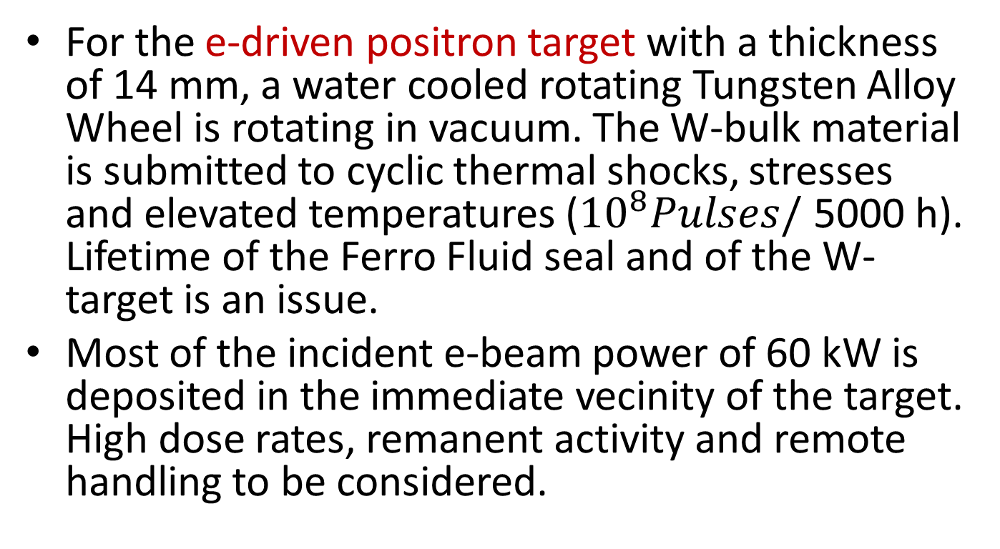 • For the e-driven positron target with a thickness
of 14 mm, a water cooled rotating Tungsten Alloy
Wheel is rotating in vacuum. The W-bulk material
is submitted to cyclic thermal shocks, stresses
and elevated temperatures (10⁸Pulses/ 5000 h).
Lifetime of the Ferro Fluid seal and of the W-
target is an issue.
• Most of the incident e-beam power of 60 kW is
deposited in the immediate vecinity of the target.
High dose rates, remanent activity and remote
handling to be considered.